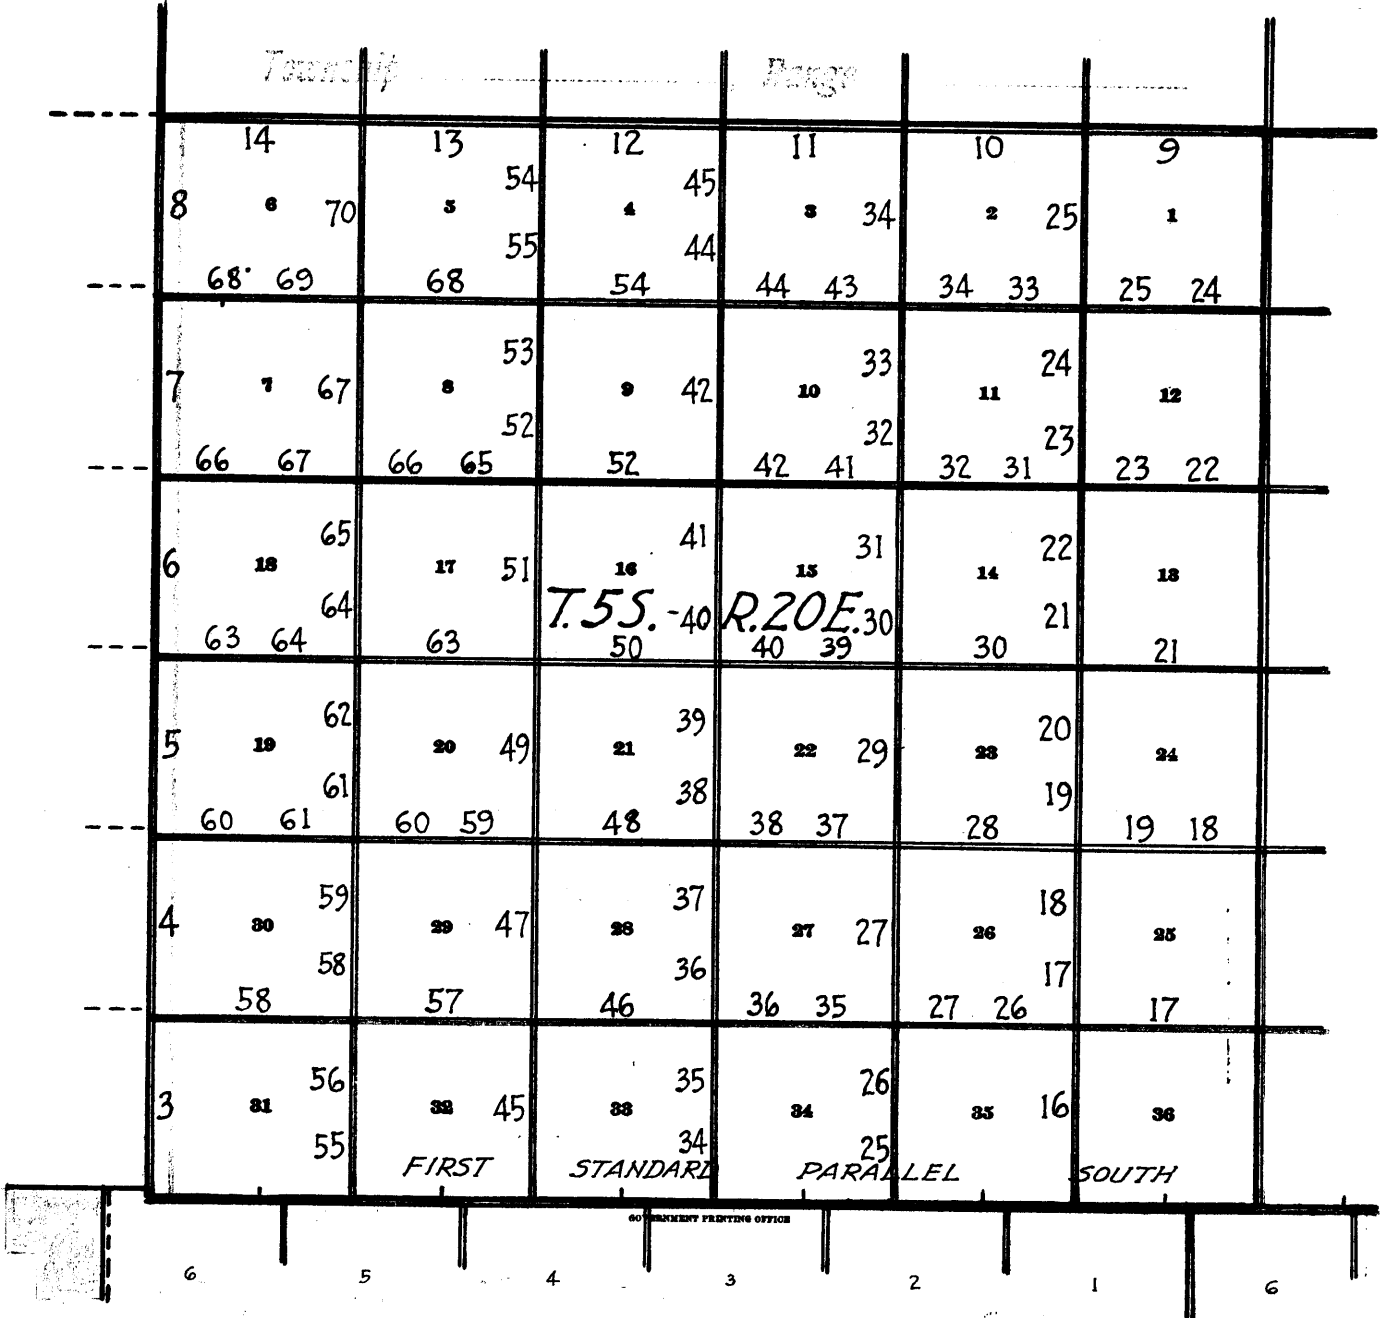 Township Range
14 13 12 11 10 9
54 45
8 6 70 5 4 3 34 2 25 1
55 44
68 69 68 54 44 43 34 33 25 24
53 33 24
7 7 67 8 9 42 10 11 12
52 32 23
66 67 66 65 52 42 41 32 31 23 22
65 41 31 22
6 18 17 51 16 15 14 13
64 T.5S.-40 R.20E.30 21
63 64 63 50 40 39 30 21
62 39 20
5 19 20 49 21 22 29 23 24
61 38 19
60 61 60 59 48 38 37 28 19 18
59 37 18
4 30 29 47 28 27 27 26 25
58 36 17
58 57 46 36 35 27 26 17
56 35 26
3 31 32 45 33 34 35 16 36
55 34 25
FIRST STANDARD PARALLEL SOUTH
GOVERNMENT PRINTING OFFICE
6 5 4 3 2 1 6